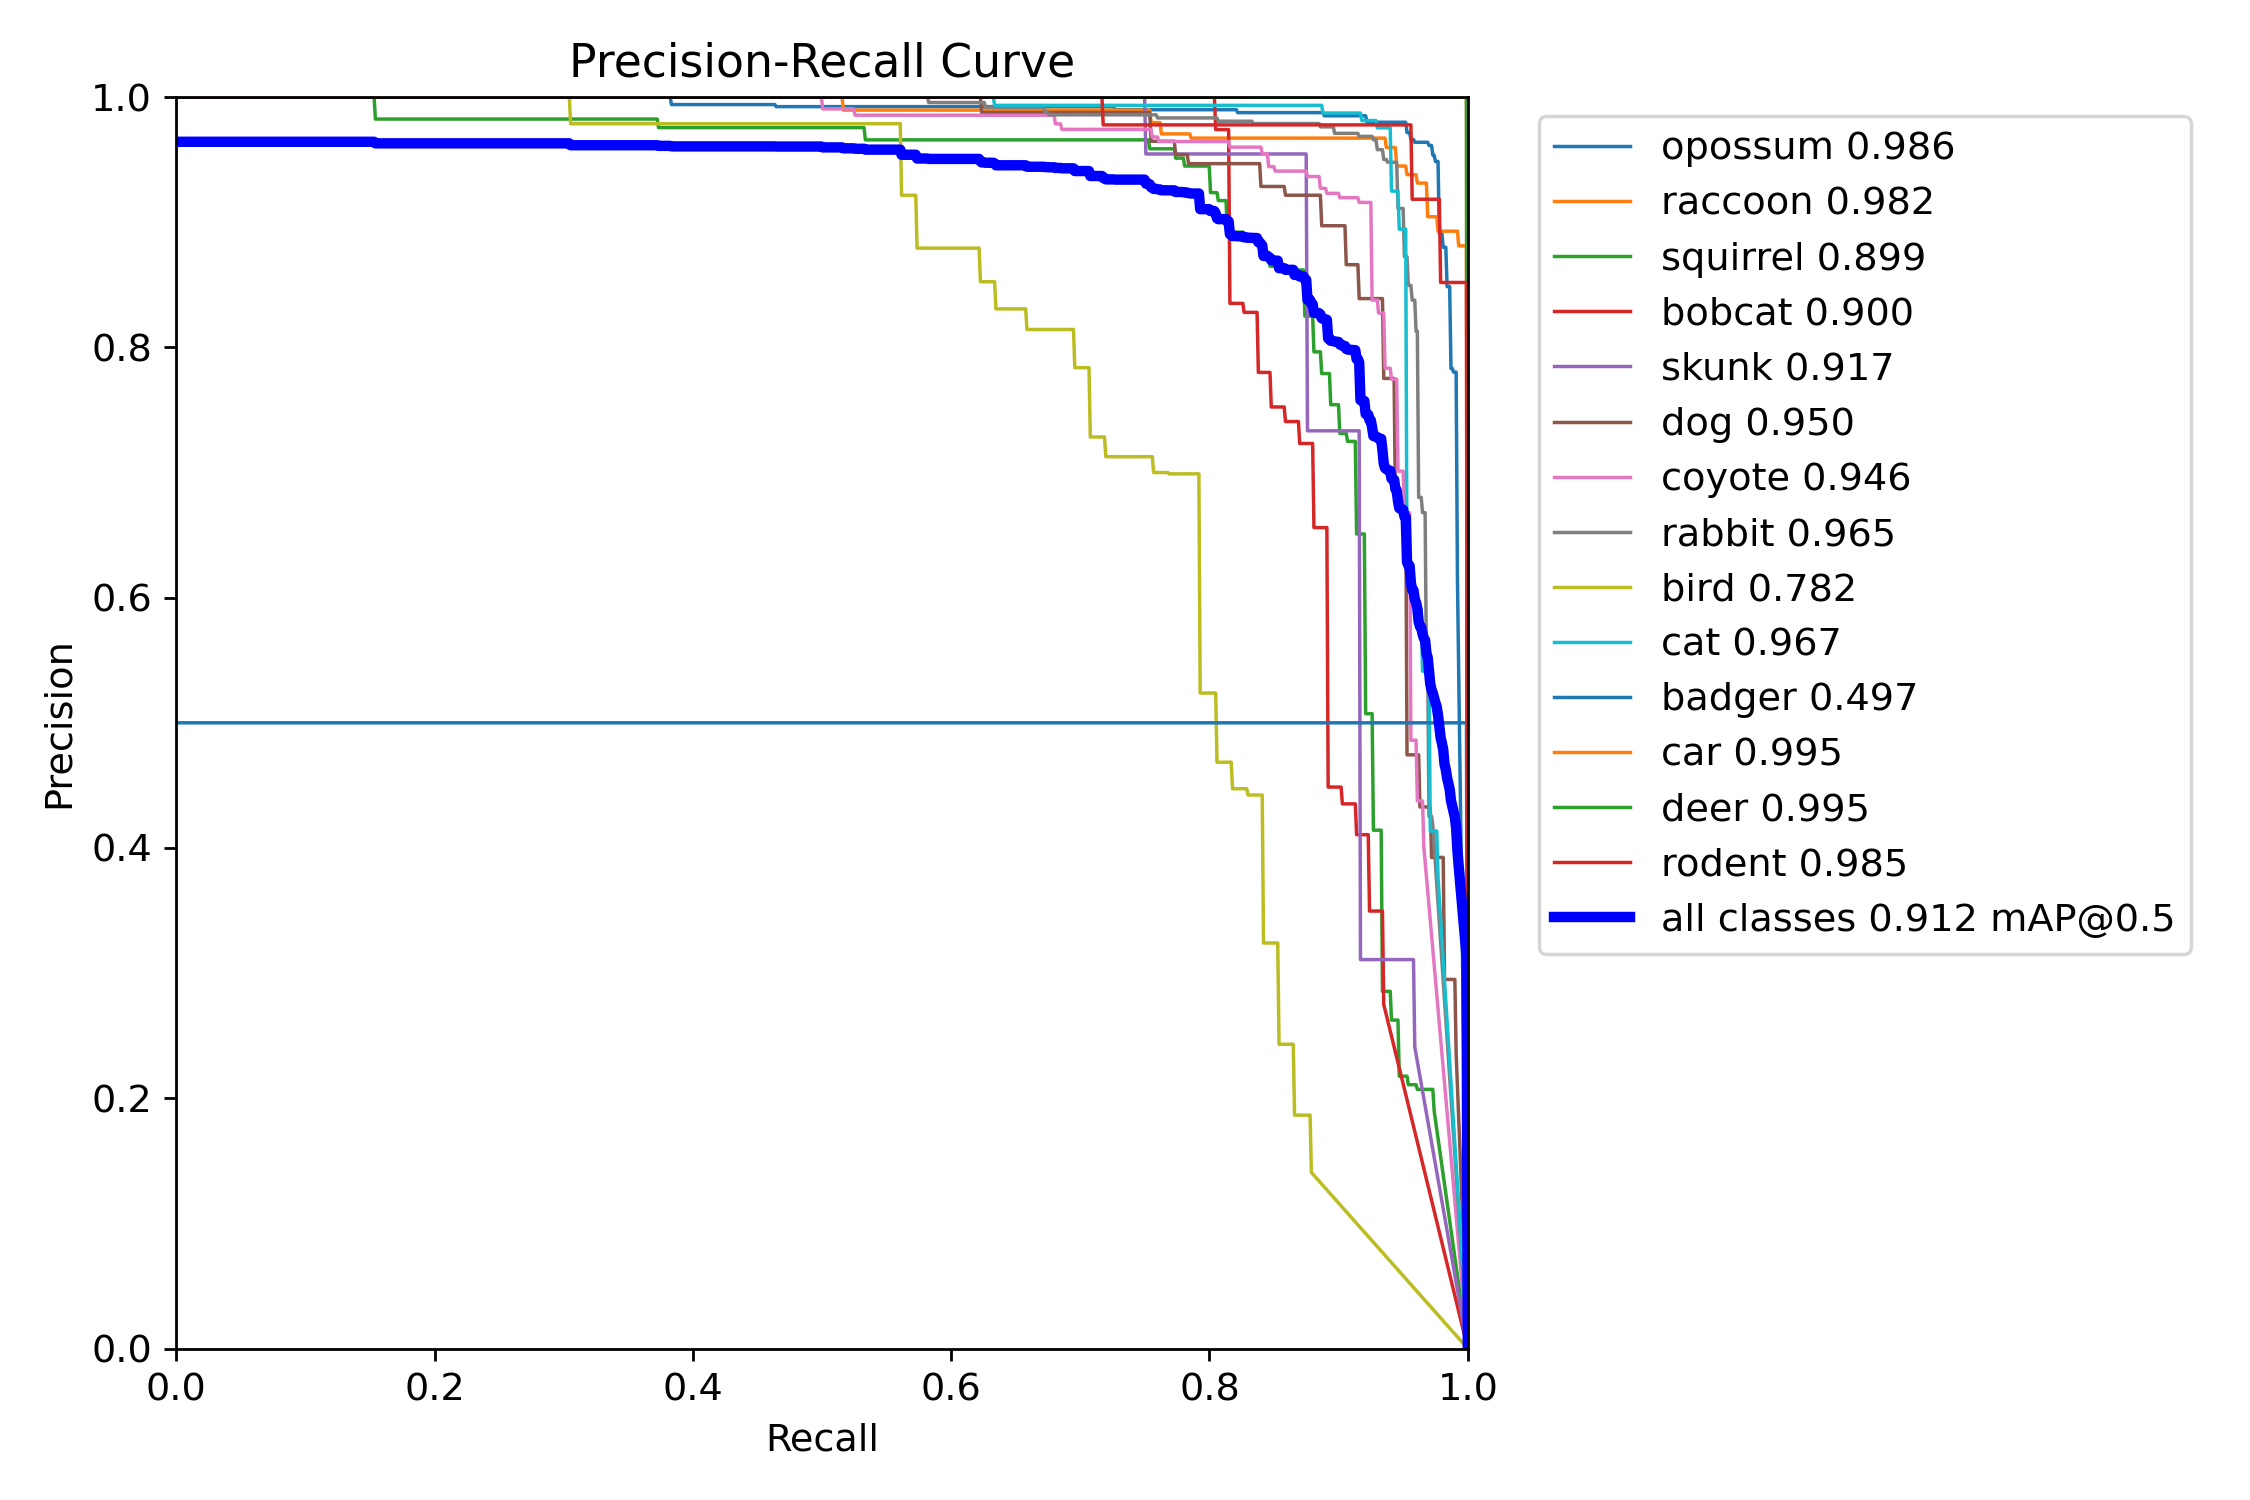 Precision-Recall Curve
1.0
0.8
0.6
0.4
0.2
0.0
Precision
0.0 0.2 0.4 0.6 0.8 1.0
Recall
opossum 0.986
raccoon 0.982
squirrel 0.899
bobcat 0.900
skunk 0.917
dog 0.950
coyote 0.946
rabbit 0.965
bird 0.782
cat 0.967
badger 0.497
car 0.995
deer 0.995
rodent 0.985
all classes 0.912 mAP@0.5